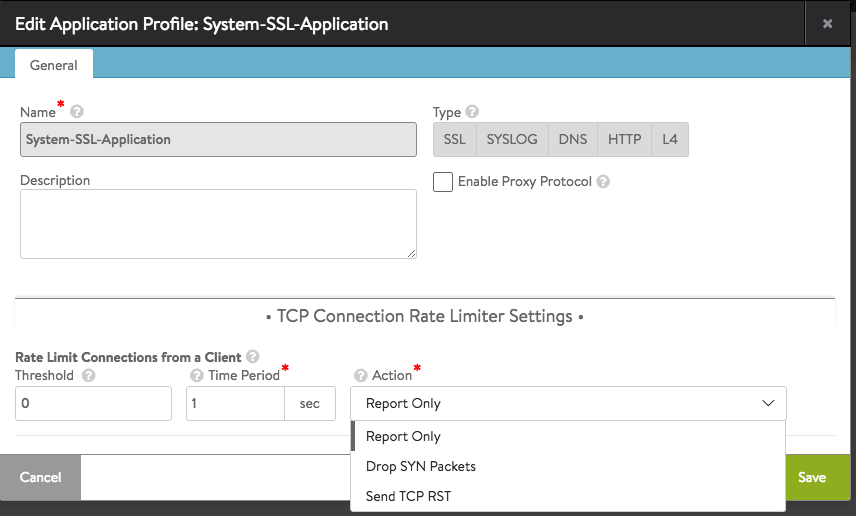 Edit Application Profile: System-SSL-Application ×
General
Name* ? Type ?
System-SSL-Application SSL SYSLOG DNS HTTP L4
Description Enable Proxy Protocol ?
• TCP Connection Rate Limiter Settings •
Rate Limit Connections from a Client ?
Threshold ? ? Time Period* ? Action*
0 1 sec Report Only
Report Only
Drop SYN Packets
Send TCP RST
Cancel Save